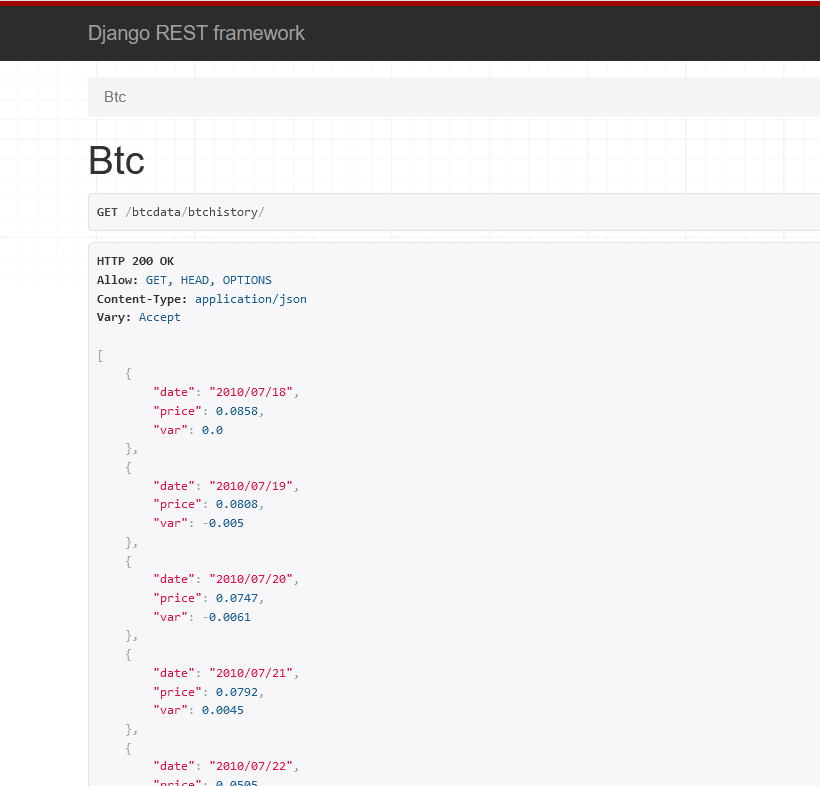 Django REST framework
Btc
Btc
GET /btcdata/btchistory/
HTTP 200 OK
Allow: GET, HEAD, OPTIONS
Content-Type: application/json
Vary: Accept
[
{
"date": "2010/07/18",
"price": 0.0858,
"var": 0.0
},
{
"date": "2010/07/19",
"price": 0.0808,
"var": -0.005
},
{
"date": "2010/07/20",
"price": 0.0747,
"var": -0.0061
},
{
"date": "2010/07/21",
"price": 0.0792,
"var": 0.0045
},
{
"date": "2010/07/22",
"price":